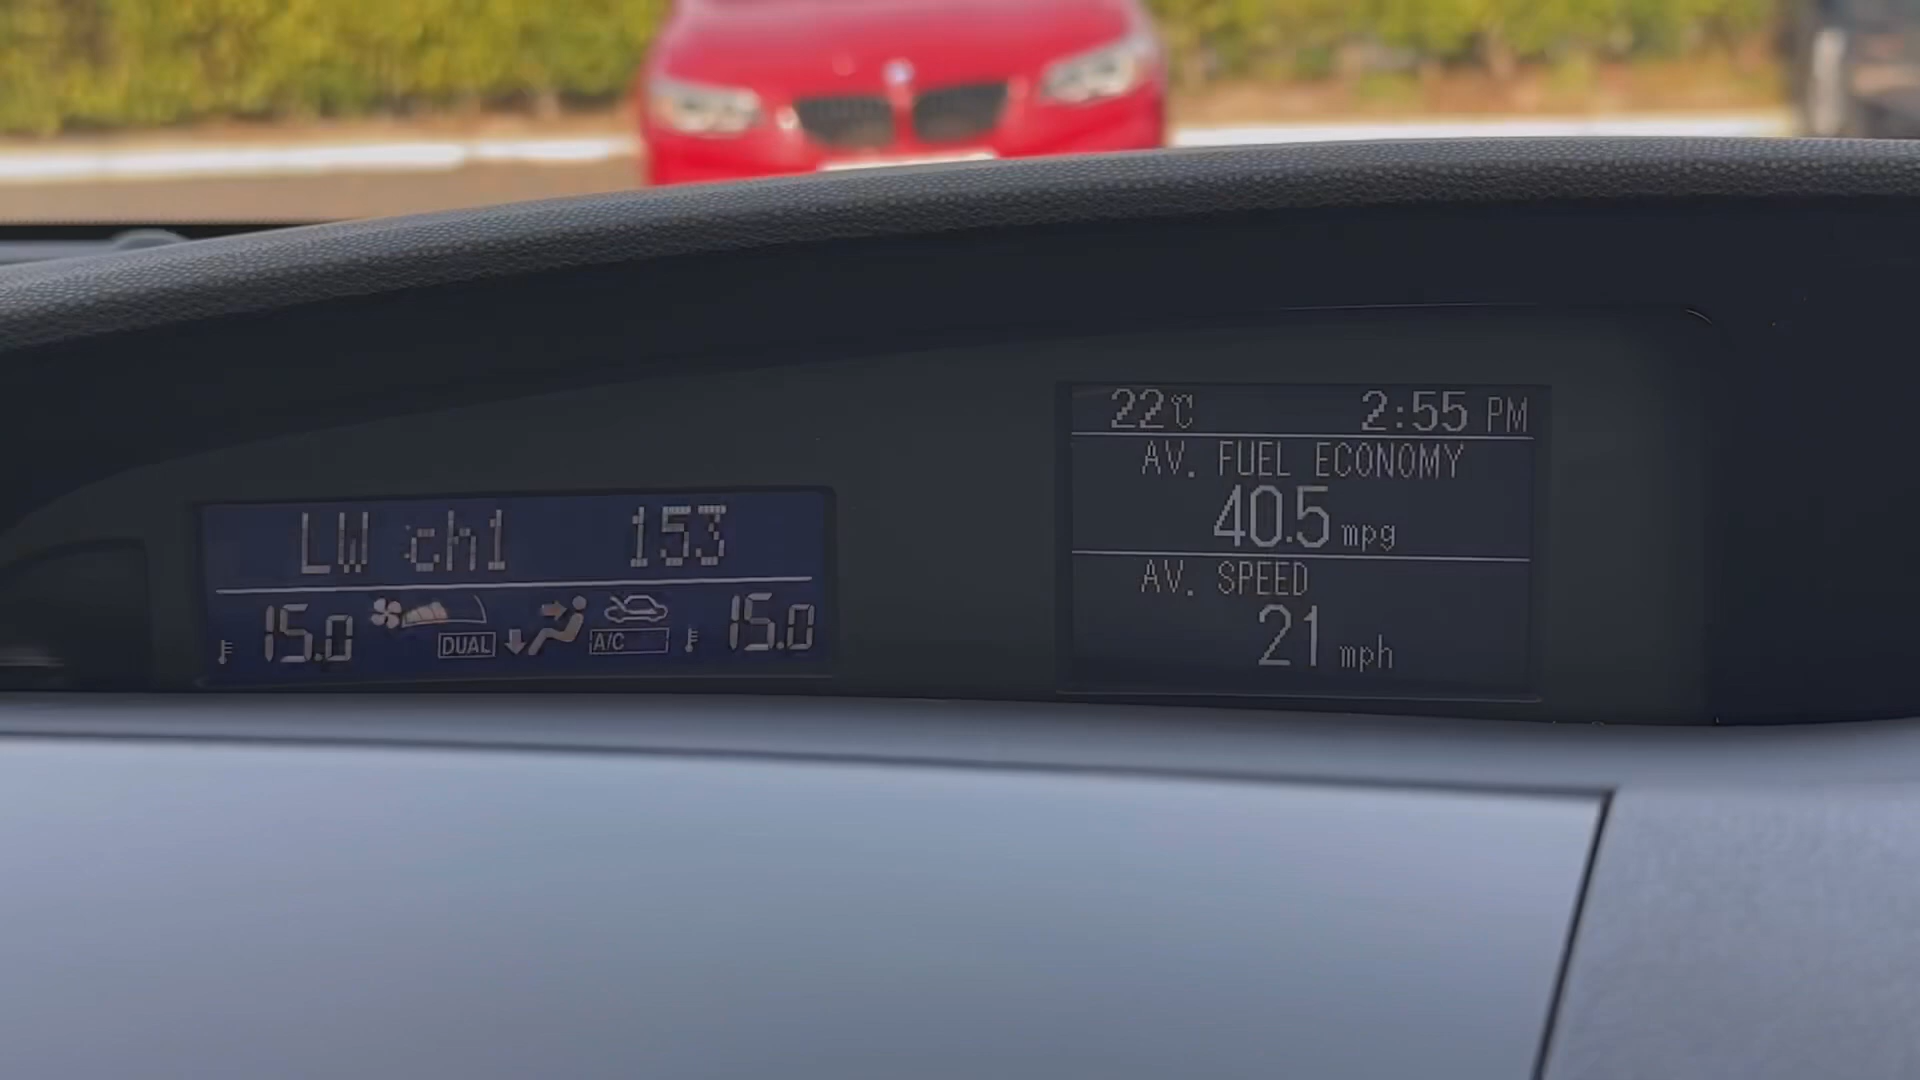 LW ch1 153
15.0 DUAL A/C 15.0
22℃ 2:55 PM
AV. FUEL ECONOMY
40.5 mpg
AV. SPEED
21 mph